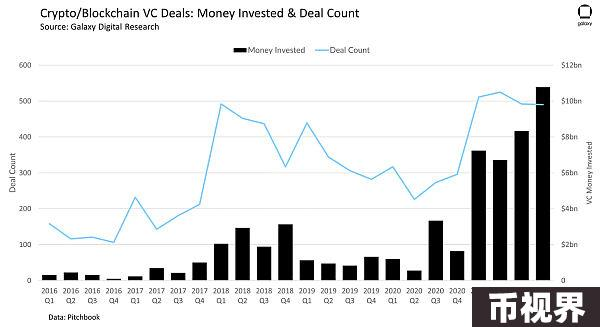 Crypto/Blockchain VC Deals: Money Invested & Deal Count
Source: Galaxy Digital Research
galaxy
Money Invested Deal Count
600 $12bn
500 $10bn
400 $8bn
300 $6bn
200 $4bn
100 $2bn
0 $0
Deal Count
VC Money Invested
2016 2016 2016 2016 2017 2017 2017 2017 2018 2018 2018 2018 2019 2019 2019 2019 2020 2020 2020 2020
Q1 Q2 Q3 Q4 Q1 Q2 Q3 Q4 Q1 Q2 Q3 Q4 Q1 Q2 Q3 Q4 Q1 Q2 Q3 Q4
Data: Pitchbook
币视界